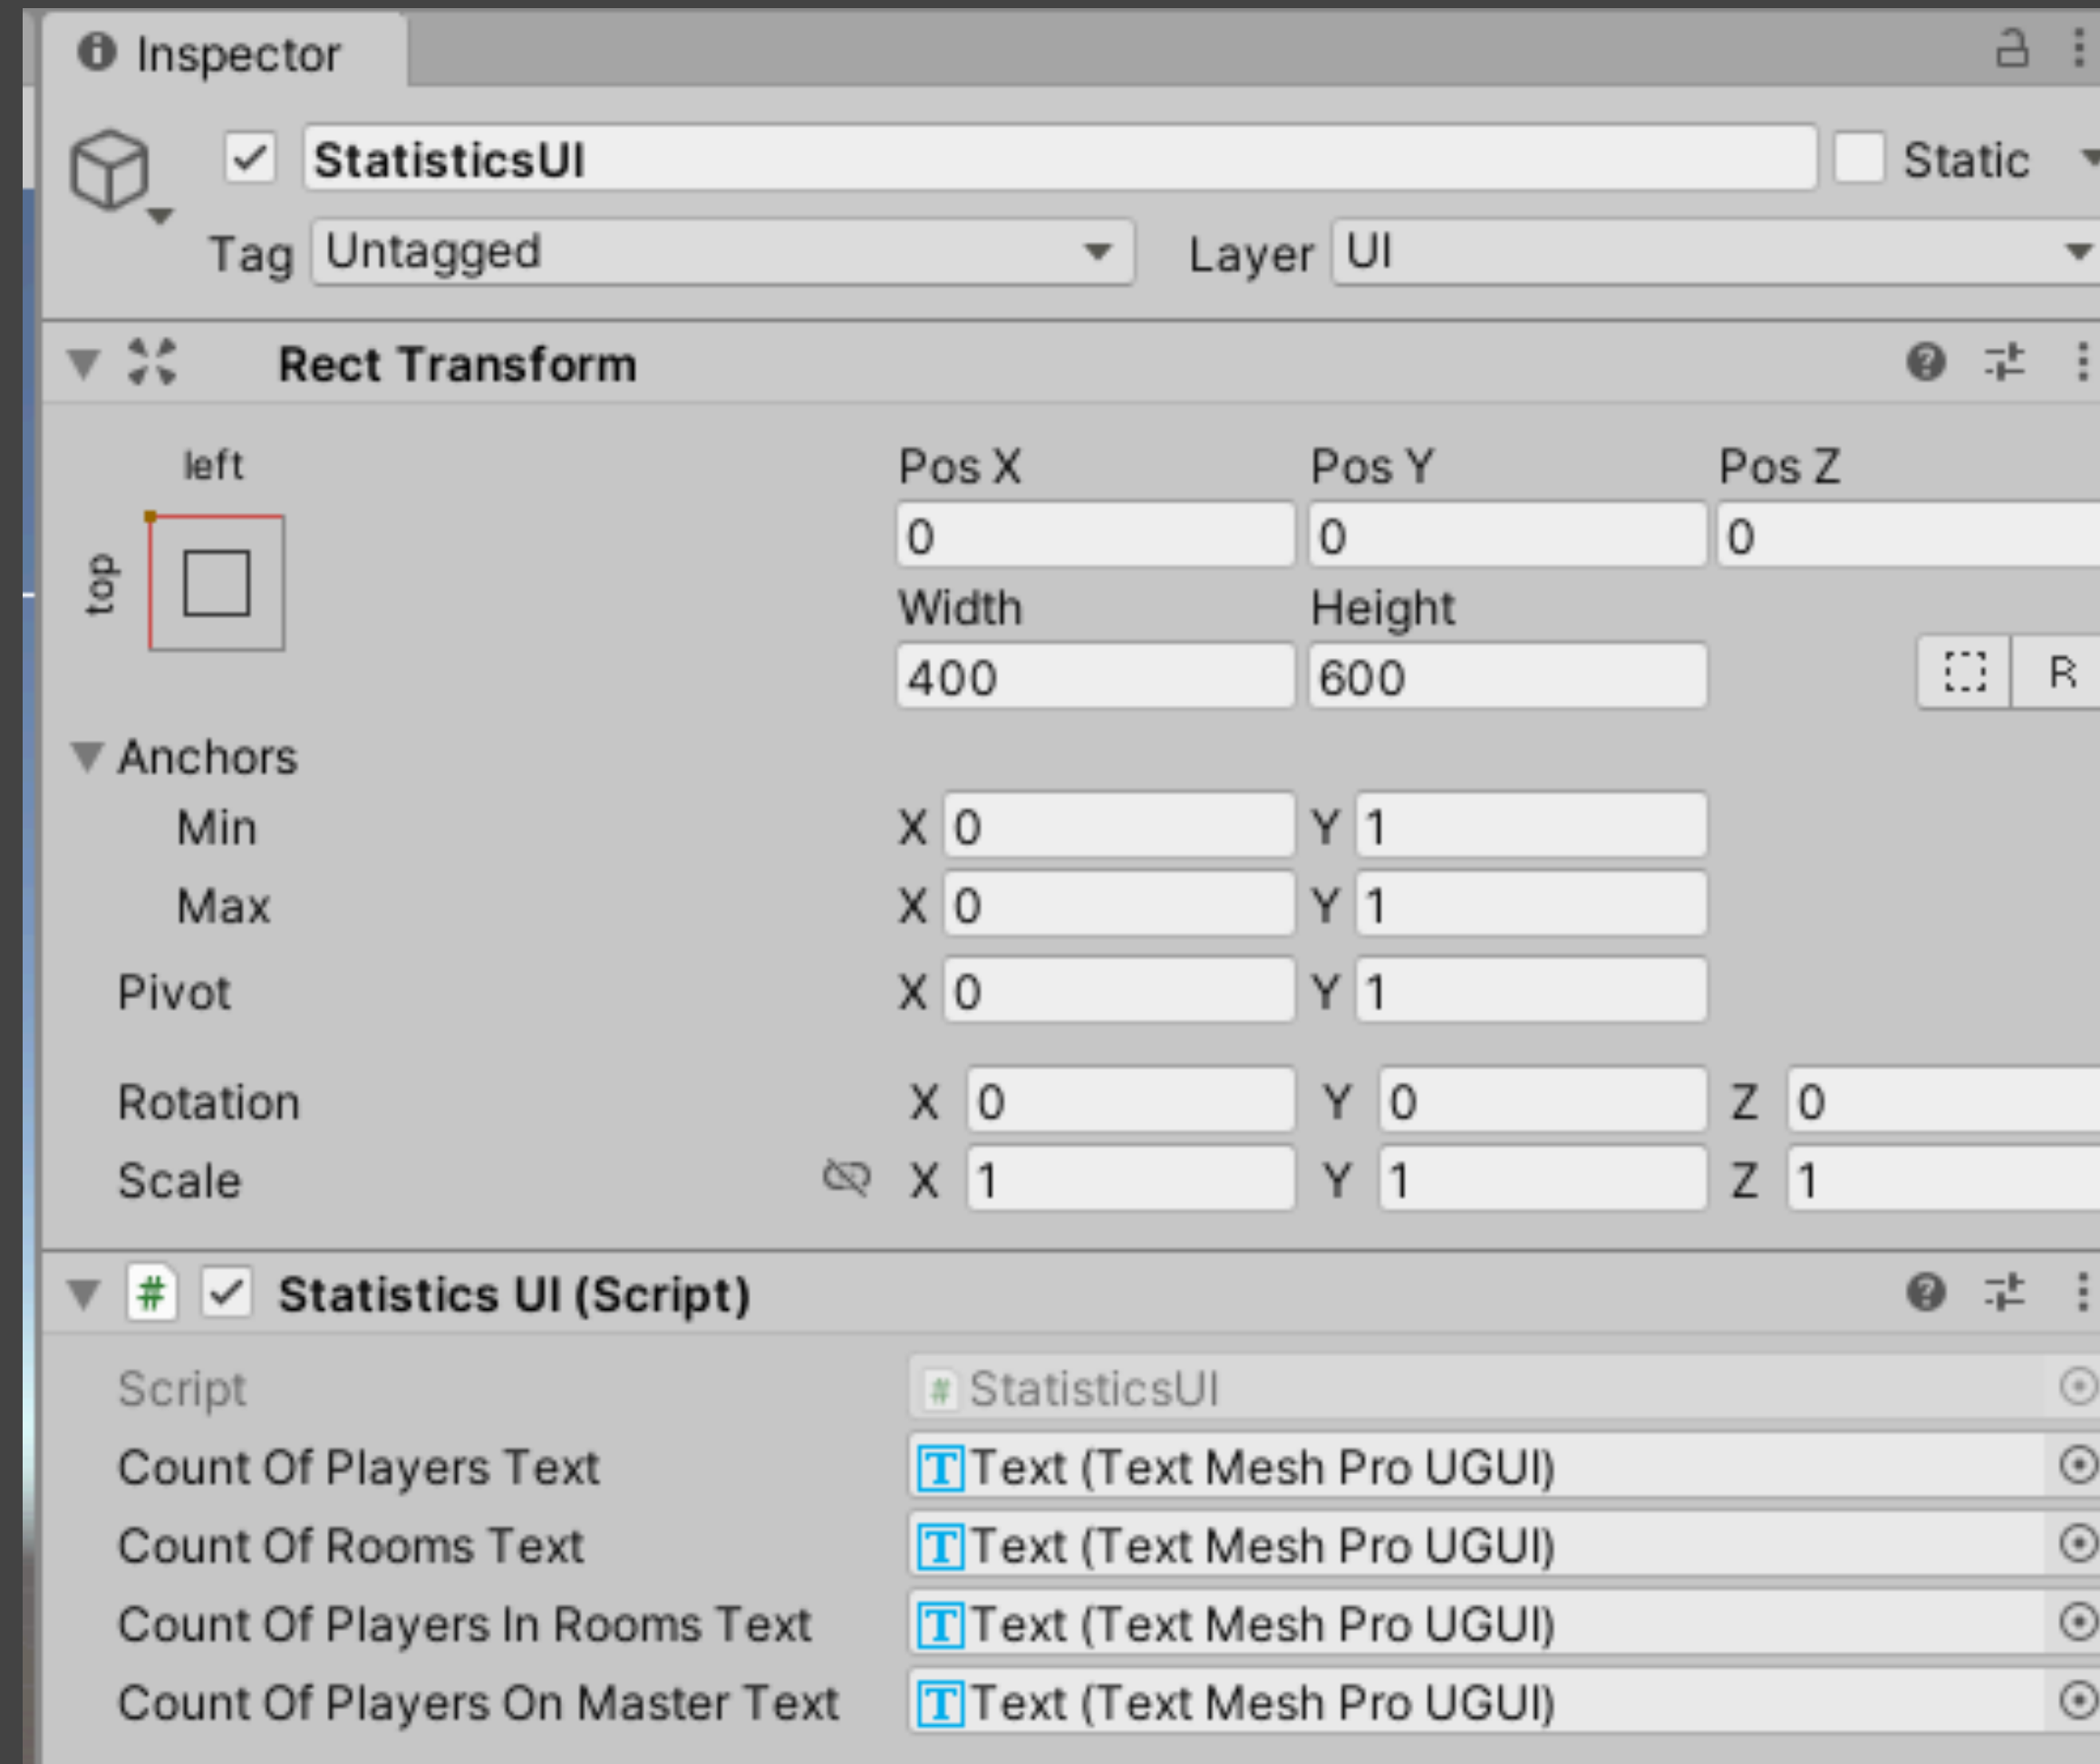 Inspector
StatisticsUI Static
Tag Untagged Layer UI
Rect Transform
left Pos X Pos Y Pos Z
top 0 0 0
Width Height
400 600 R
Anchors
Min X 0 Y 1
Max X 0 Y 1
Pivot X 0 Y 1
Rotation X 0 Y 0 Z 0
Scale X 1 Y 1 Z 1
# Statistics UI (Script)
Script # StatisticsUI
Count Of Players Text T Text (Text Mesh Pro UGUI)
Count Of Rooms Text T Text (Text Mesh Pro UGUI)
Count Of Players In Rooms Text T Text (Text Mesh Pro UGUI)
Count Of Players On Master Text T Text (Text Mesh Pro UGUI)